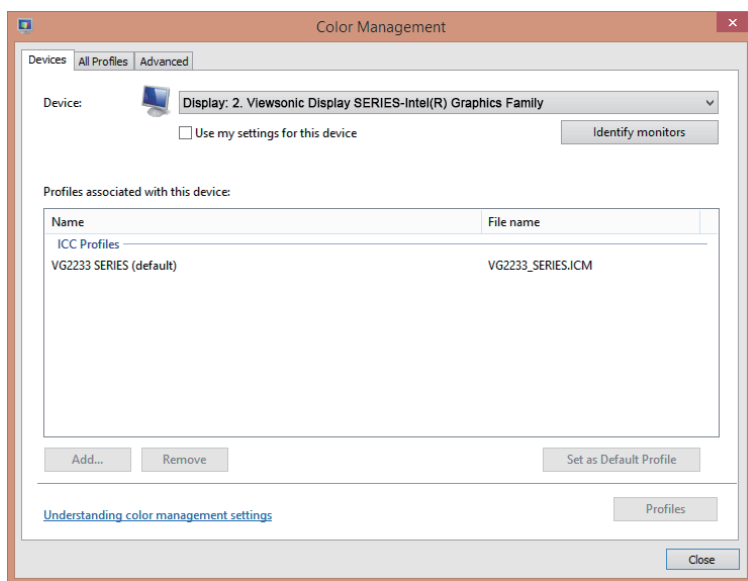 Color Management
Devices All Profiles Advanced
Device: Display: 2. Viewsonic Display SERIES-Intel(R) Graphics Family
Use my settings for this device Identify monitors
Profiles associated with this device:
Name File name
ICC Profiles
VG2233 SERIES (default) VG2233_SERIES.ICM
Add... Remove Set as Default Profile
Understanding color management settings Profiles
Close